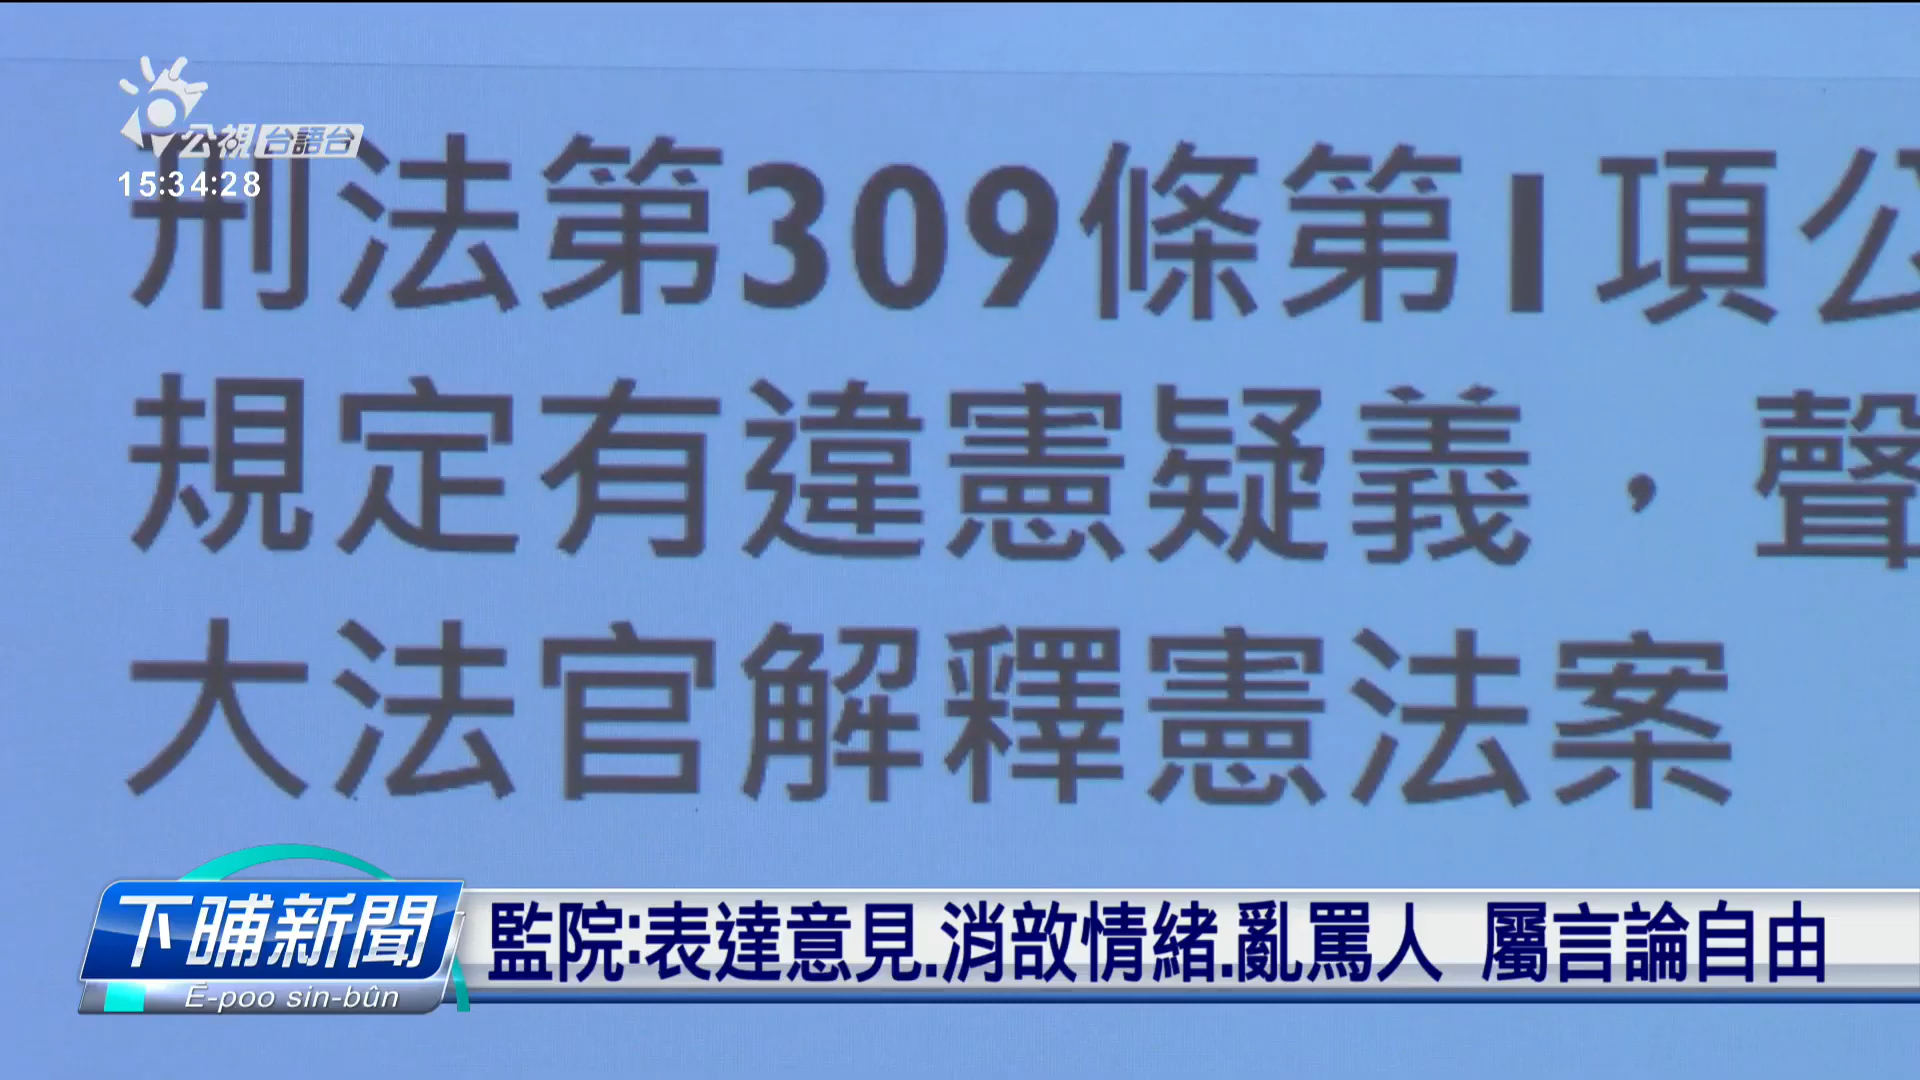 公視台語台
15:34:28
刑法第309條第1項公
規定有違憲疑義，聲
大法官解釋憲法案
下晡新聞
Ē-poo sin-bûn
監院:表達意見.消敨情緒.亂罵人 屬言論自由